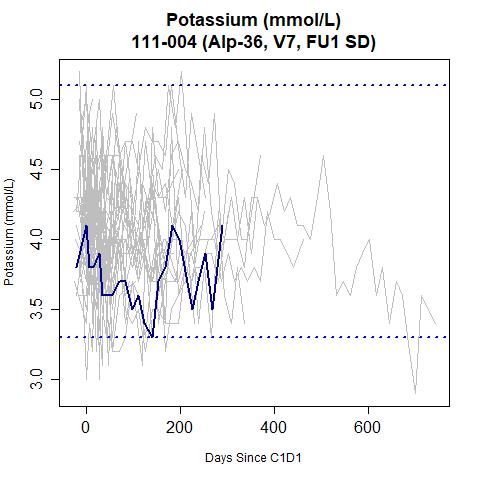 Potassium (mmol/L)
111-004 (Alp-36, V7, FU1 SD)
Potassium (mmol/L)
5.0
4.5
4.0
3.5
3.0
0
200
400
600
Days Since C1D1